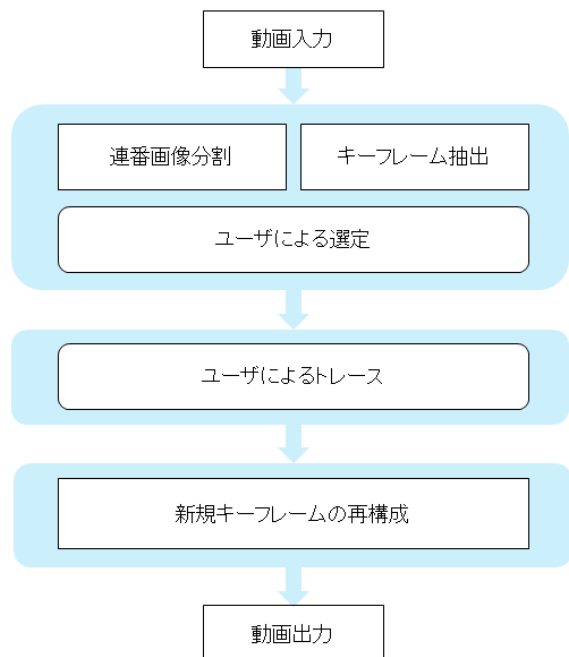 動画入力
連番画像分割
キーフレーム抽出
ユーザによる選定
ユーザによるトレース
新規キーフレームの再構成
動画出力